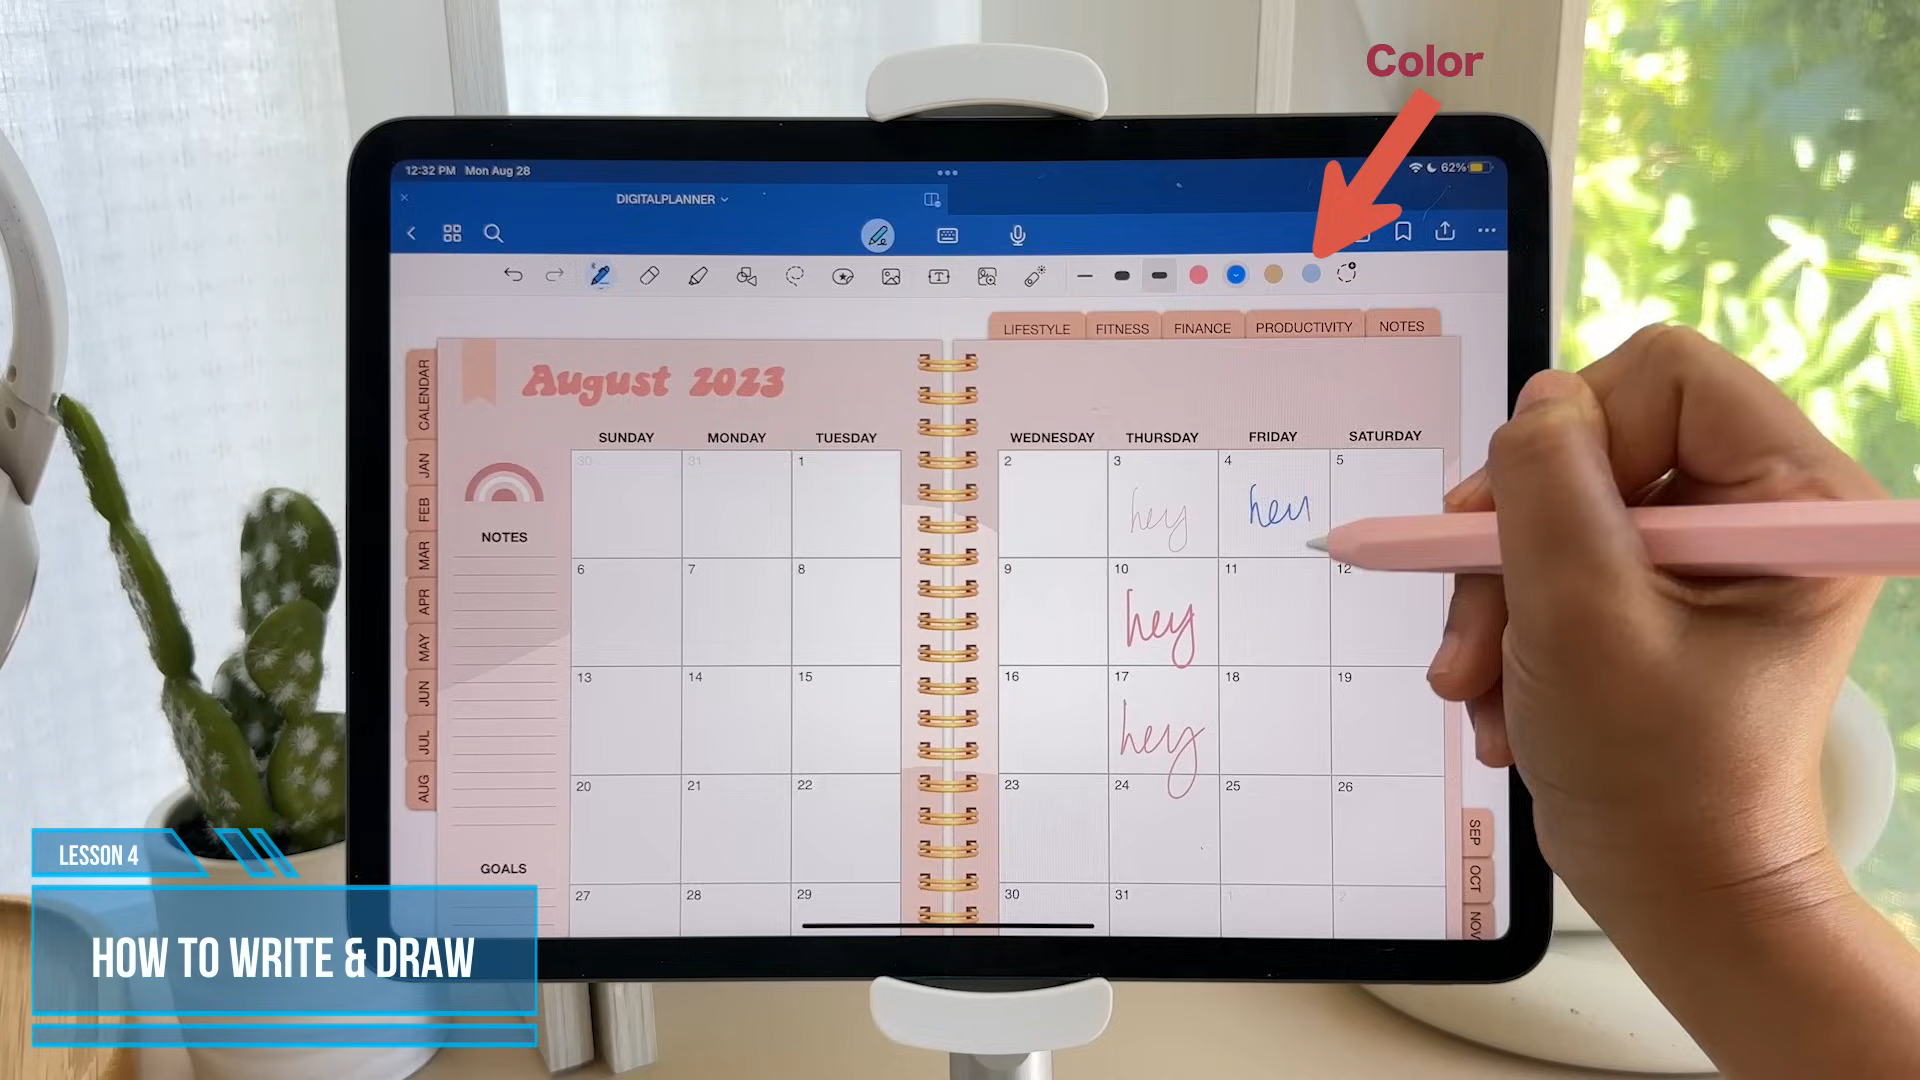 Color
12:32 PM Mon Aug 28
62%
DIGITALPLANNER
LIFESTYLE FITNESS FINANCE PRODUCTIVITY NOTES
August 2023
CALENDAR
JAN
FEB
MAR
APR
MAY
JUN
JUL
AUG
SUNDAY MONDAY TUESDAY WEDNESDAY THURSDAY FRIDAY SATURDAY
30 31 1 2 3 4 5
hey hey
NOTES
6 7 8 9 10 11 12
hey
13 14 15 16 17 18 19
hey
20 21 22 23 24 25 26
GOALS
27 28 29 30 31 1 2
SEP
OCT
NOV
T
LESSON 4
HOW TO WRITE & DRAW